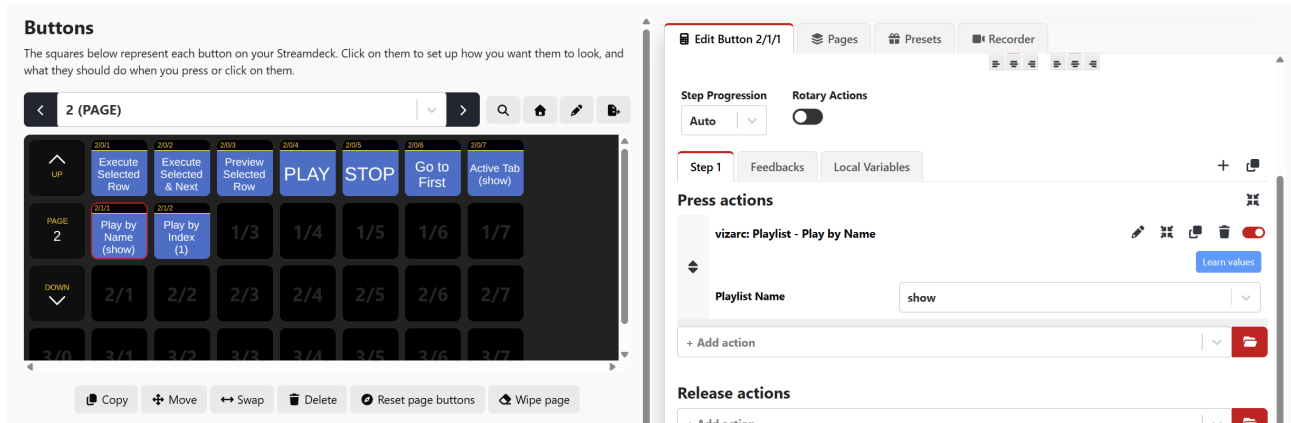 Buttons
The squares below represent each button on your Streamdeck. Click on them to set up how you want them to look, and
what they should do when you press or click on them.
2 (PAGE)
UP
2/0/1
Execute
Selected
Row
2/0/2
Execute
Selected
& Next
2/0/3
Preview
Selected
Row
2/0/4
PLAY
2/0/5
STOP
2/0/6
Go to
First
2/0/7
Active Tab
(show)
PAGE
2
2/1/1
Play by
Name
(show)
2/1/2
Play by
Index
(1)
1/3
1/4
1/5
1/6
1/7
DOWN
2/1
2/2
2/3
2/4
2/5
2/6
2/7
3/0
3/1
3/2
3/3
3/4
3/5
3/6
3/7
Copy
Move
Swap
Delete
Reset page buttons
Wipe page
Edit Button 2/1/1
Pages
Presets
Recorder
Step Progression
Rotary Actions
Auto
Step 1
Feedbacks
Local Variables
Press actions
vizarc: Playlist - Play by Name
Learn values
Playlist Name
show
+ Add action
Release actions
+ Add action